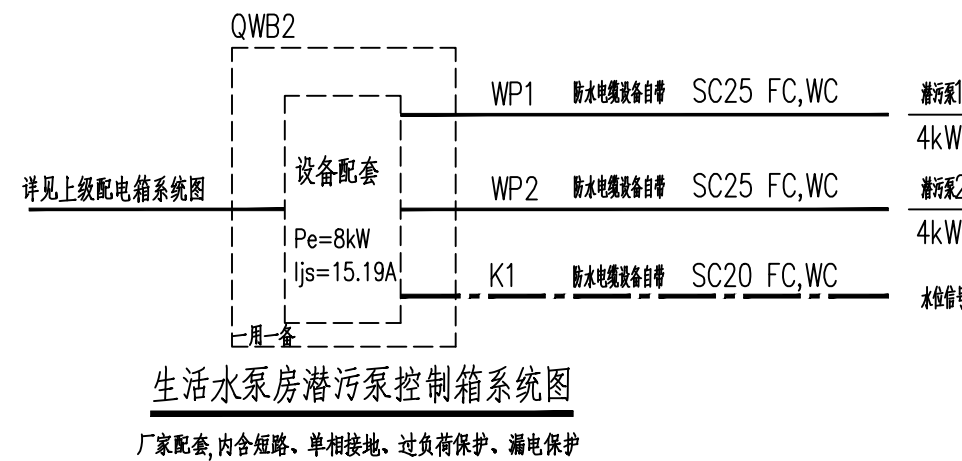 QWB2
WP1 防水电缆设备自带 SC25 FC,WC 潜污泵1
4kW
设备配套
详见上级配电箱系统图
WP2 防水电缆设备自带 SC25 FC,WC 潜污泵2
4kW
Pe=8kW
Ijs=15.19A
K1 防水电缆设备自带 SC20 FC,WC 水位信号
一用一备
生活水泵房潜污泵控制箱系统图
厂家配套,内含短路、单相接地、过负荷保护、漏电保护